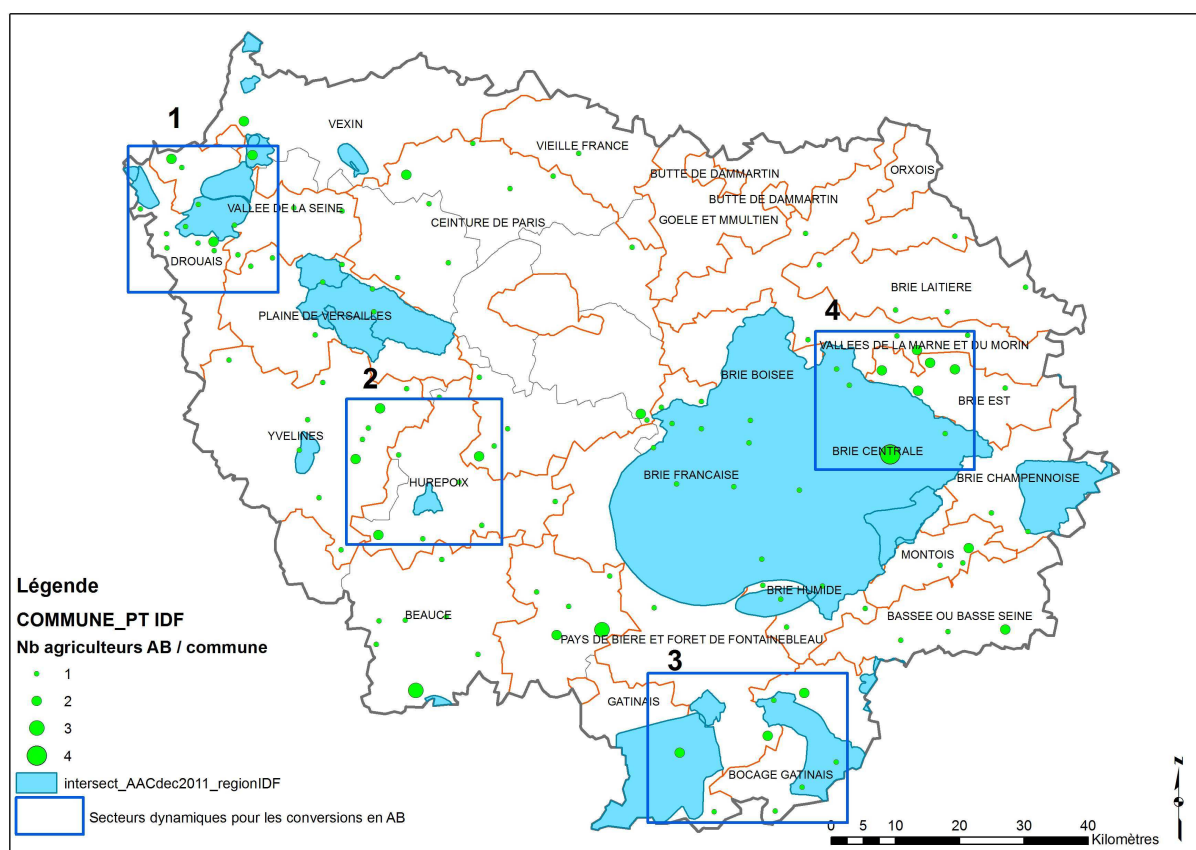 1
VEXIN
VIEILLE FRANCE
BUTTE DE DAMMARTIN
ORXOIS
BUTTE DE DAMMARTIN
VALLEE DE LA SEINE
GOELE ET MMULTIEN
CEINTURE DE PARIS
DROUAIS
BRIE LAITIERE
PLAINE DE VERSAILLES
4
VALLEES DE LA MARNE ET DU MORIN
2
BRIE BOISEE
BRIE EST
YVELINES
BRIE CENTRALE
BRIE FRANCAISE
BRIE CHAMPENNOISE
HUREPOIX
MONTOIS
BRIE HUMIDE
BEAUCE
BASSEE OU BASSE SEINE
PAYS DE BIERE ET FORET DE FONTAINEBLEAU
3
GATINAIS
BOCAGE GATINAIS
Légende
COMMUNE_PT IDF
Nb agriculteurs AB / commune
1
2
3
4
intersect_AACdec2011_regionIDF
Secteurs dynamiques pour les conversions en AB
N
0 5 10 20 30 40
Kilomètres